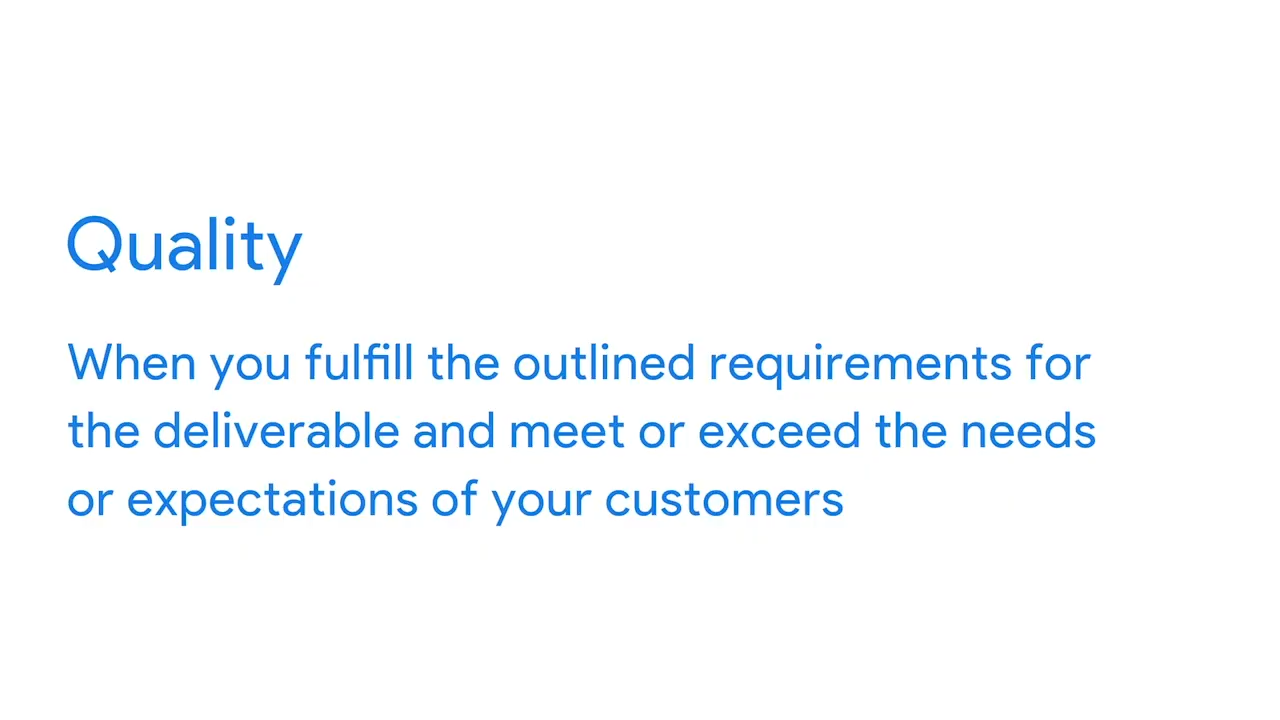 Quality
When you fulfill the outlined requirements for
the deliverable and meet or exceed the needs
or expectations of your customers